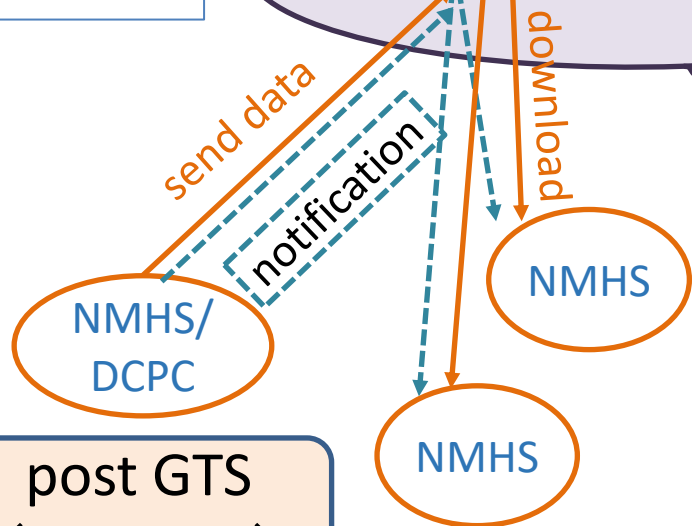 send data
download
notification
NMHS
NMHS/
DCPC
NMHS
post GTS